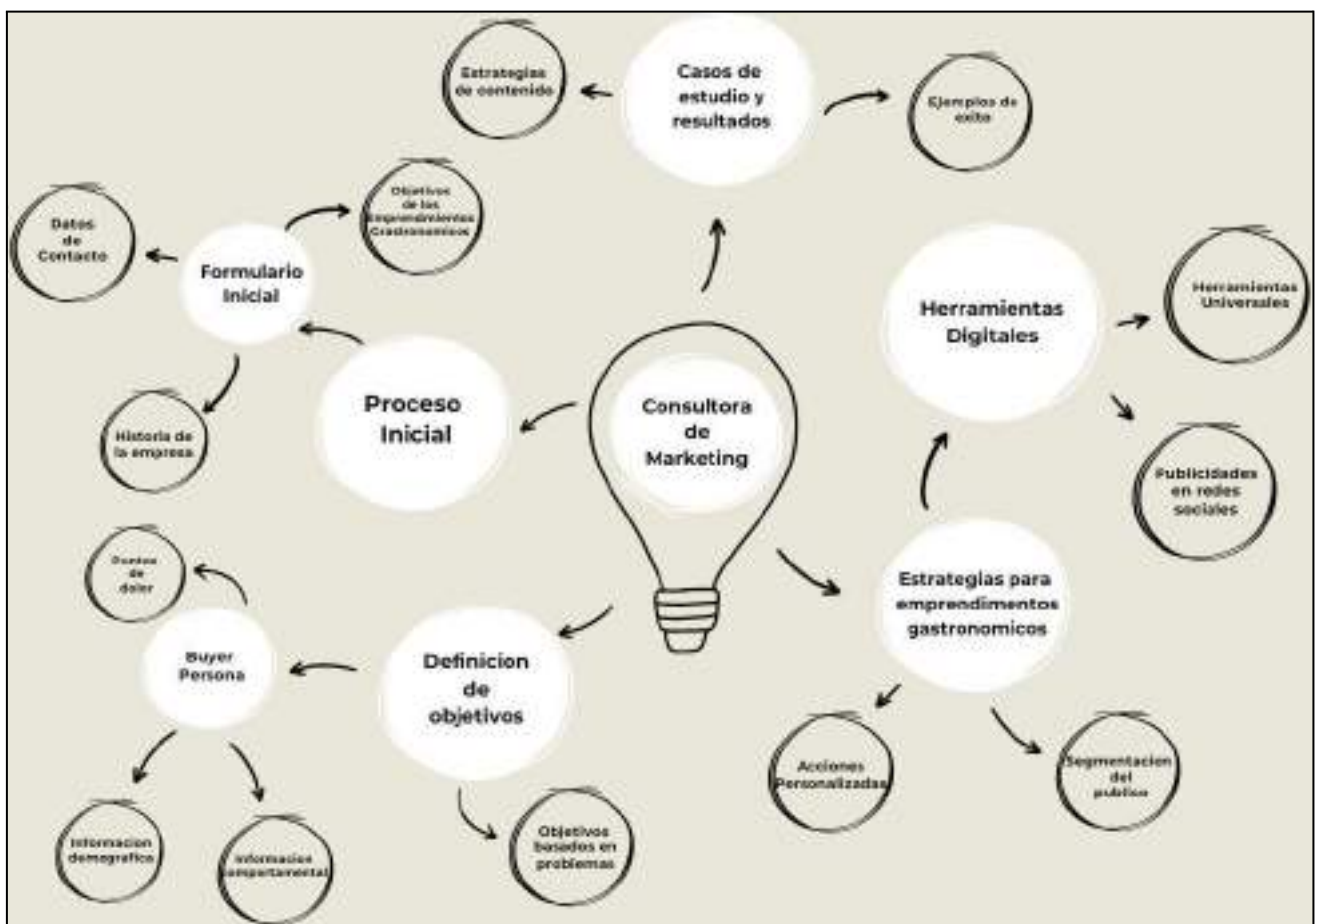 Estrategias
de contenido
Casos de
estudio y
resultados
Ejemplos de
exito
Objetivos
de los
Emprendimientos
Gastronomicos
Datos
de
Contacto
Formulario
Inicial
Herramientas
Digitales
Herramientas
Universales
Proceso
Inicial
Consultora
de
Marketing
Historia de
la empresa
Publicidades
en redes
sociales
Puntos
de
dolor
Estrategias para
emprendimentos
gastronomicos
Buyer
Persona
Definicion
de
objetivos
Acciones
Personalizadas
Segmentacion
del
publico
Informacion
demografica
Informacion
comportamental
Objetivos
basados en
problemas